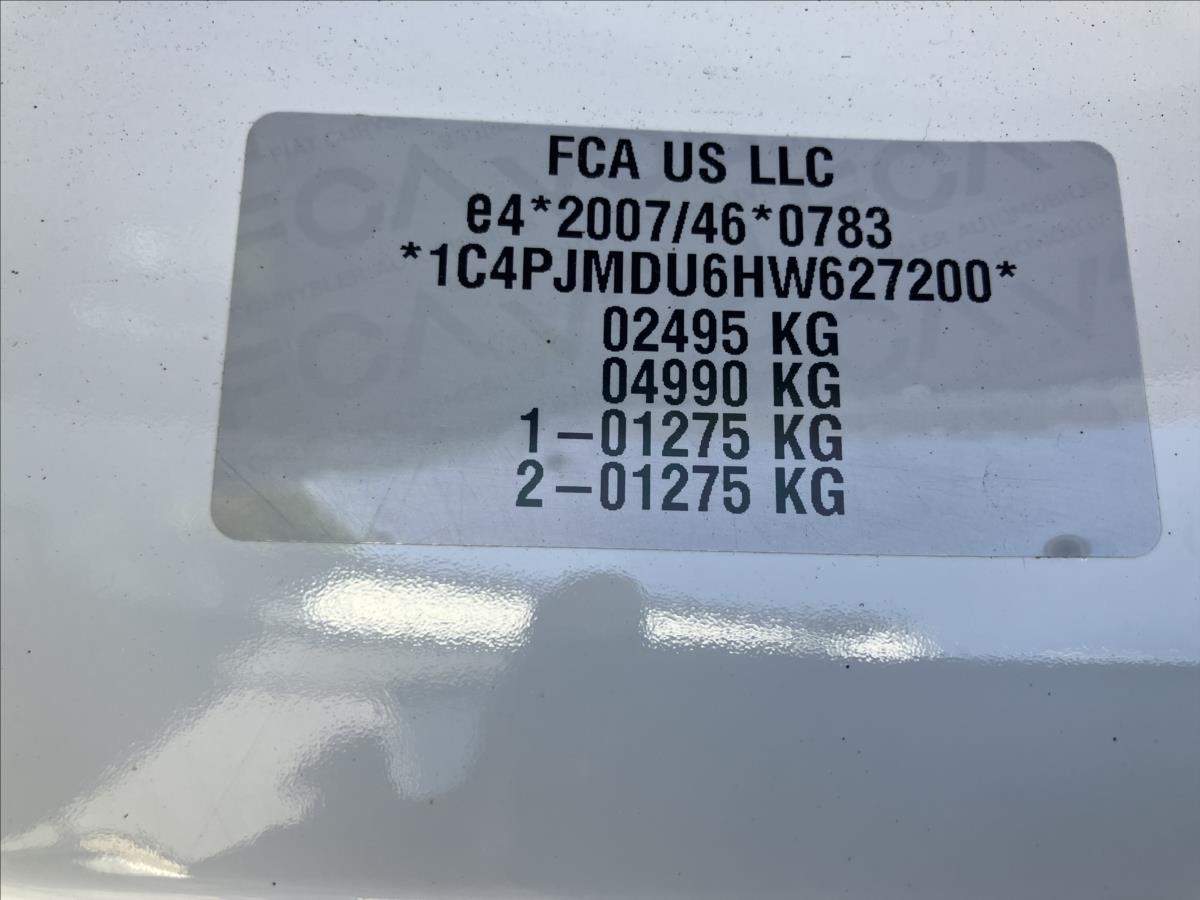 FCA US LLC
e4*2007/46*0783
*1C4PJMDU6HW627200*
02495 KG
04990 KG
1-01275 KG
2-01275 KG